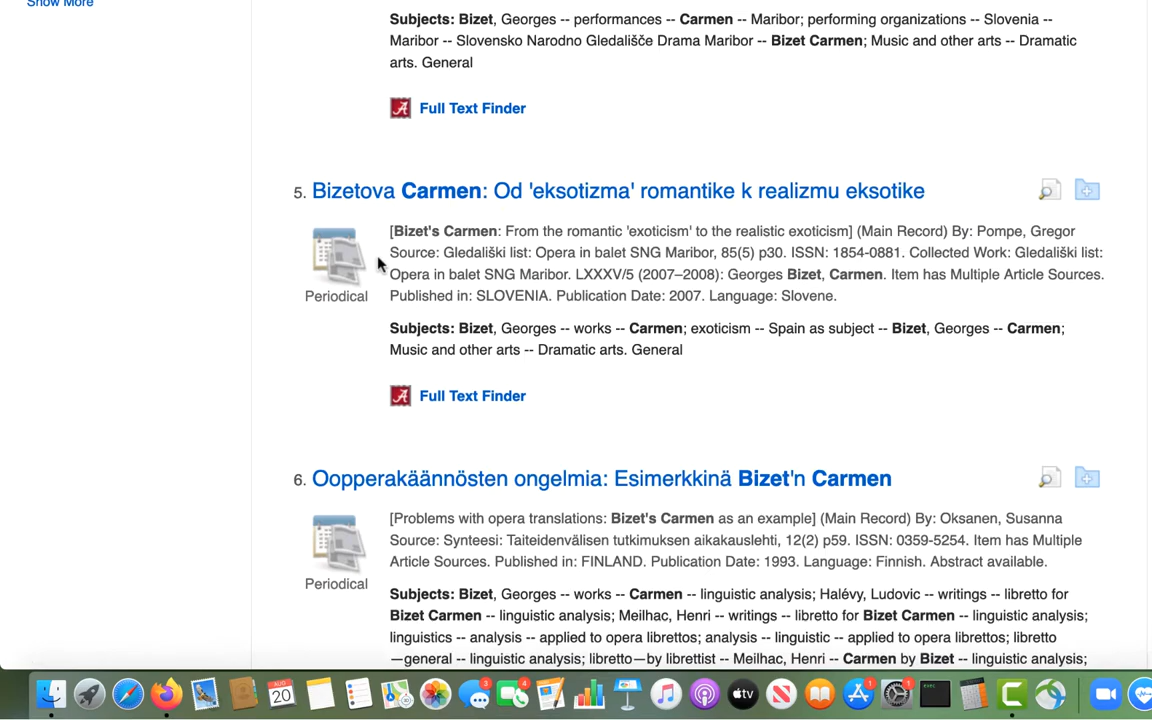 Show More
Subjects: Bizet, Georges -- performances -- Carmen -- Maribor; performing organizations -- Slovenia --
Maribor -- Slovensko Narodno Gledališče Drama Maribor -- Bizet Carmen; Music and other arts -- Dramatic
arts. General
Full Text Finder
5. Bizetova Carmen: Od 'eksotizma' romantike k realizmu eksotike
[Bizet's Carmen: From the romantic 'exoticism' to the realistic exoticism] (Main Record) By: Pompe, Gregor
Source: Gledališki list: Opera in balet SNG Maribor, 85(5) p30. ISSN: 1854-0881. Collected Work: Gledališki list:
Opera in balet SNG Maribor. LXXXV/5 (2007–2008): Georges Bizet, Carmen. Item has Multiple Article Sources.
Published in: SLOVENIA. Publication Date: 2007. Language: Slovene.
Periodical
Subjects: Bizet, Georges -- works -- Carmen; exoticism -- Spain as subject -- Bizet, Georges -- Carmen;
Music and other arts -- Dramatic arts. General
Full Text Finder
6. Oopperakäännösten ongelmia: Esimerkkinä Bizet'n Carmen
[Problems with opera translations: Bizet's Carmen as an example] (Main Record) By: Oksanen, Susanna
Source: Synteesi: Taiteidenvälisen tutkimuksen aikakauslehti, 12(2) p59. ISSN: 0359-5254. Item has Multiple
Article Sources. Published in: FINLAND. Publication Date: 1993. Language: Finnish. Abstract available.
Periodical
Subjects: Bizet, Georges -- works -- Carmen -- linguistic analysis; Halévy, Ludovic -- writings -- libretto for
Bizet Carmen -- linguistic analysis; Meilhac, Henri -- writings -- libretto for Bizet Carmen -- linguistic analysis;
linguistics -- analysis -- applied to opera librettos; analysis -- linguistic -- applied to opera librettos; libretto
—general -- linguistic analysis; libretto—by librettist -- Meilhac, Henri -- Carmen by Bizet -- linguistic analysis;
AUG
20
3
4
tv
1
1